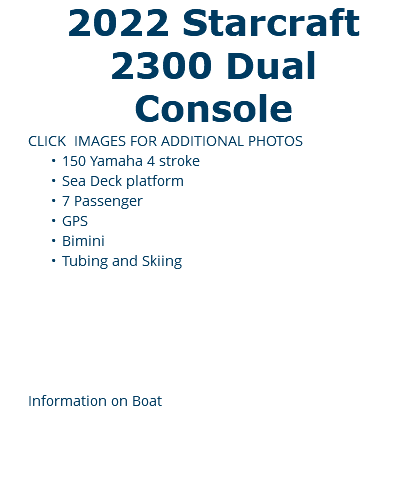 2022 Starcraft
2300 Dual
Console
CLICK  IMAGES FOR ADDITIONAL PHOTOS
• 150 Yamaha 4 stroke
• Sea Deck platform
• 7 Passenger
• GPS
• Bimini
• Tubing and Skiing
Information on Boat